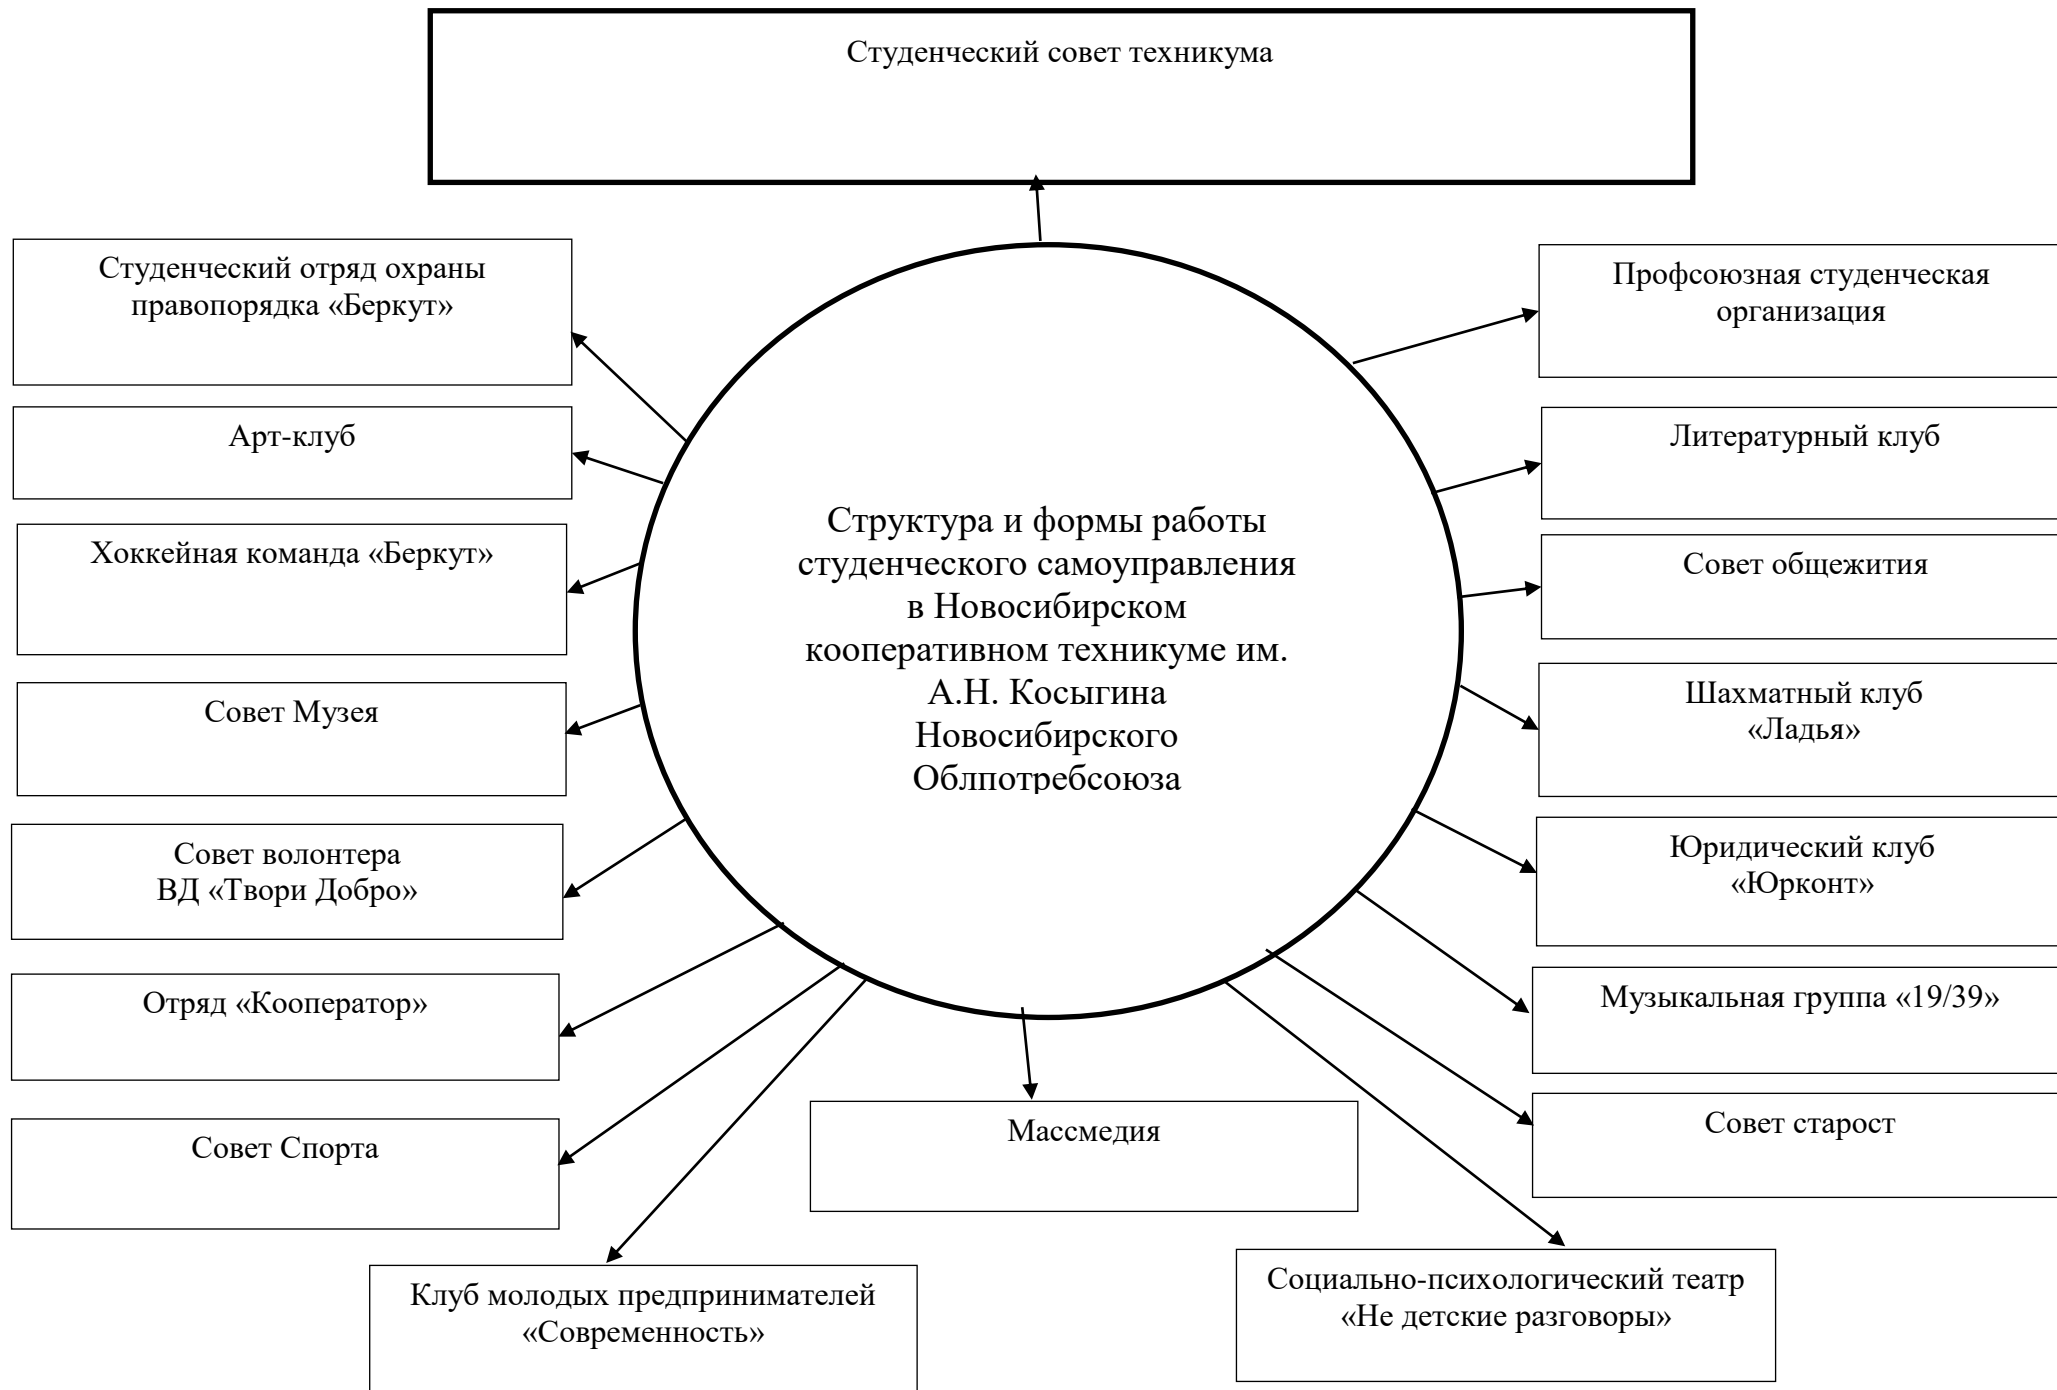 Студенческий совет техникума
Студенческий отряд охраны
правопорядка «Беркут»
Арт-клуб
Хоккейная команда «Беркут»
Совет Музея
Совет волонтера
ВД «Твори Добро»
Отряд «Кооператор»
Совет Спорта
Клуб молодых предпринимателей
«Современность»
Структура и формы работы
студенческого самоуправления
в Новосибирском
кооперативном техникуме им.
А.Н. Косыгина
Новосибирского
Облпотребсоюза
Массмедия
Профсоюзная студенческая
организация
Литературный клуб
Совет общежития
Шахматный клуб
«Ладья»
Юридический клуб
«Юрконт»
Музыкальная группа «19/39»
Совет старост
Социально-психологический театр
«Не детские разговоры»